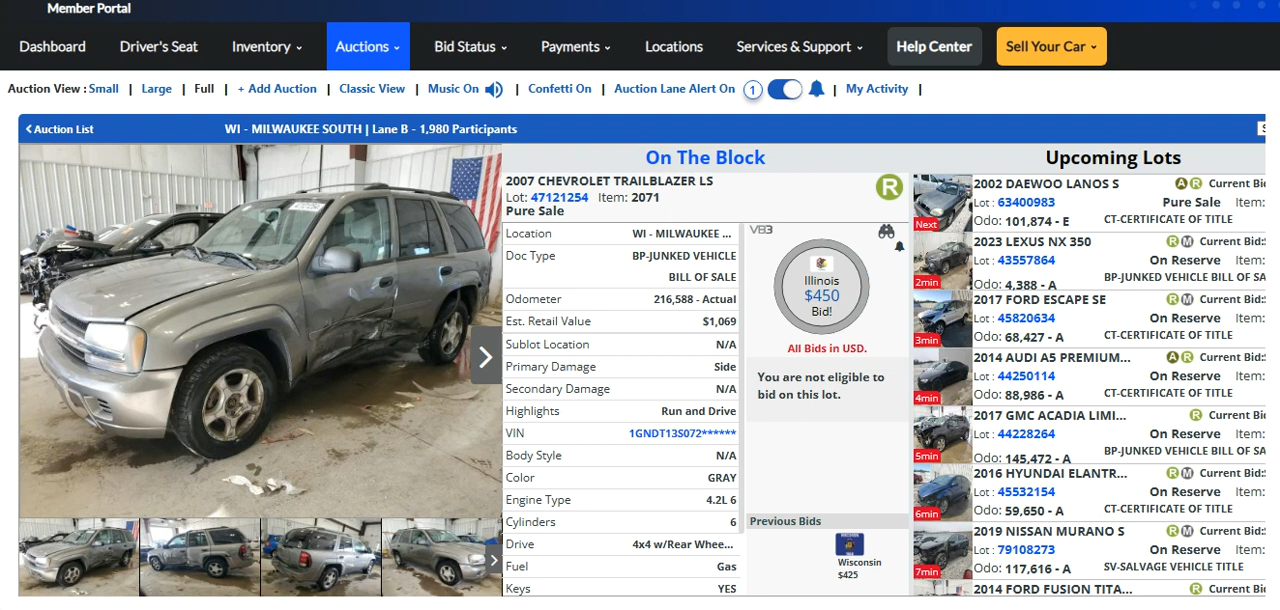 Member Portal
Dashboard Driver's Seat Inventory Auctions Bid Status Payments Locations Services & Support Help Center Sell Your Car
Auction View : Small | Large | Full | + Add Auction | Classic View | Music On | Confetti On | Auction Lane Alert On 1 | My Activity |
Auction List WI - MILWAUKEE SOUTH | Lane B - 1,980 Participants
On The Block
2007 CHEVROLET TRAILBLAZER LS
Lot: 47121254 Item: 2071
Pure Sale
R
Location WI - MILWAUKEE ...
Doc Type BP-JUNKED VEHICLE
BILL OF SALE
Odometer 216,588 - Actual
Est. Retail Value $1,069
Sublot Location N/A
Primary Damage Side
Secondary Damage N/A
Highlights Run and Drive
VIN 1GNDT13S072******
Body Style N/A
Color GRAY
Engine Type 4.2L 6
Cylinders 6
Drive 4x4 w/Rear Whee...
Fuel Gas
Keys YES
VB3
Illinois
$450
Bid!
All Bids in USD.
You are not eligible to
bid on this lot.
Previous Bids
Wisconsin
$425
Upcoming Lots
2002 DAEWOO LANOS S A R Current Bid
Lot : 63400983 Pure Sale Item:
Next Odo: 101,874 - E CT-CERTIFICATE OF TITLE
2023 LEXUS NX 350 R M Current Bid:
Lot : 43557864 On Reserve Item:
2min Odo: 4,388 - A BP-JUNKED VEHICLE BILL OF SA
2017 FORD ESCAPE SE R M Current Bid:
Lot : 45820634 On Reserve Item:
3min Odo: 68,427 - A CT-CERTIFICATE OF TITLE
2014 AUDI A5 PREMIUM... A R Current Bid
Lot : 44250114 On Reserve Item:
4min Odo: 88,986 - A CT-CERTIFICATE OF TITLE
2017 GMC ACADIA LIMI... R Current Bid
Lot : 44228264 On Reserve Item:
5min Odo: 145,472 - A BP-JUNKED VEHICLE BILL OF SA
2016 HYUNDAI ELANTR... R M Current Bid:
Lot : 45532154 On Reserve Item:
6min Odo: 59,650 - A CT-CERTIFICATE OF TITLE
2019 NISSAN MURANO S R M Current Bid:
Lot : 79108273 On Reserve Item:
7min Odo: 117,616 - A SV-SALVAGE VEHICLE TITLE
2014 FORD FUSION TITA... R Current Bid